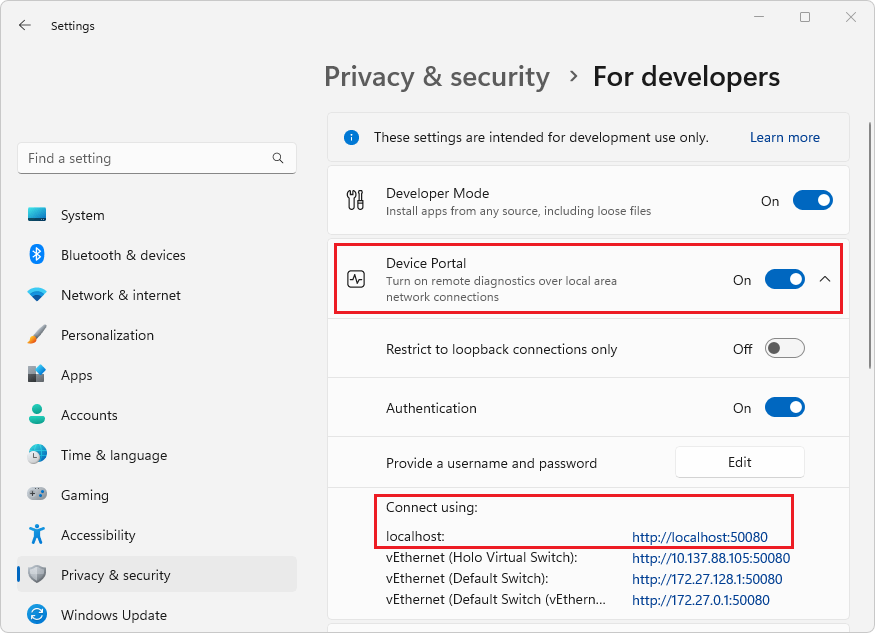 Settings
Privacy & security > For developers
Find a setting
System
Bluetooth & devices
Network & internet
Personalization
Apps
Accounts
Time & language
Gaming
Accessibility
Privacy & security
Windows Update
These settings are intended for development use only. Learn more
Developer Mode
Install apps from any source, including loose files
On
Device Portal
Turn on remote diagnostics over local area
network connections
On
Restrict to loopback connections only Off
Authentication On
Provide a username and password Edit
Connect using:
localhost: http://localhost:50080
vEthernet (Holo Virtual Switch): http://10.137.88.105:50080
vEthernet (Default Switch): http://172.27.128.1:50080
vEthernet (Default Switch (vEthern... http://172.27.0.1:50080